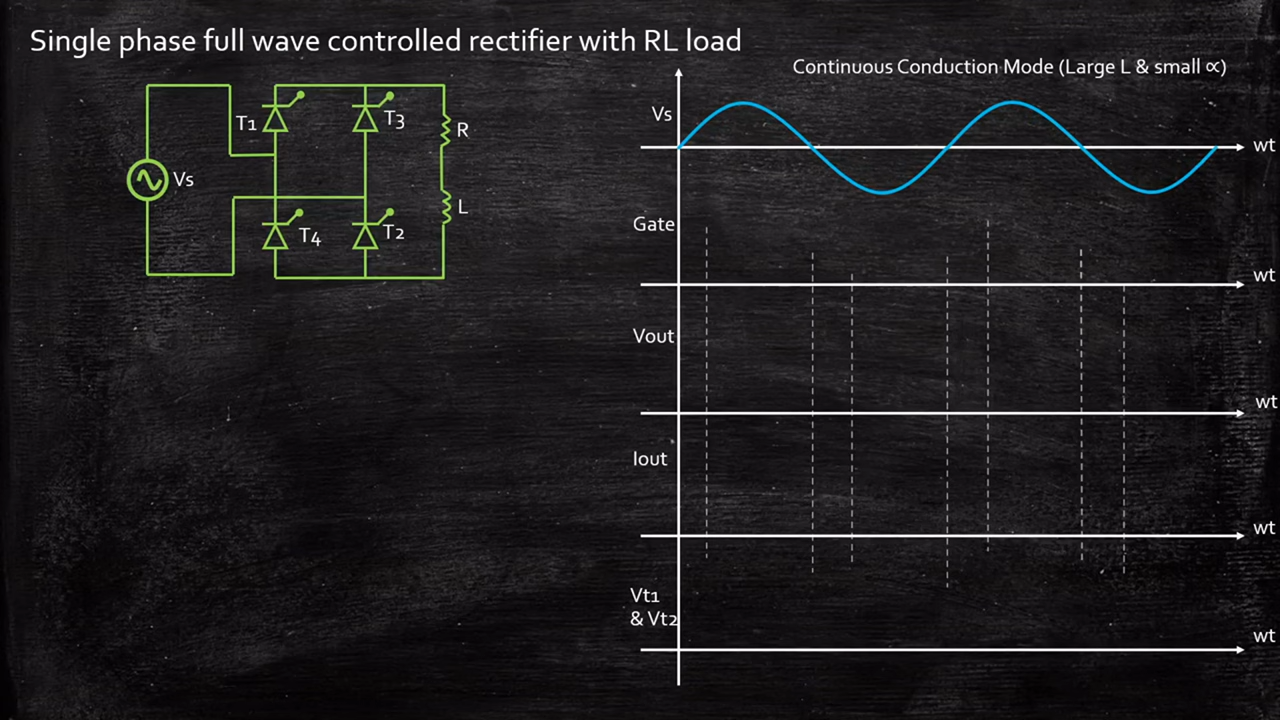 Single phase full wave controlled rectifier with RL load
Continuous Conduction Mode (Large L & small ∝)
T1
T3
R
Vs
L
T4
T2
Vs
wt
Gate
wt
Vout
wt
Iout
wt
Vt1
& Vt2
wt